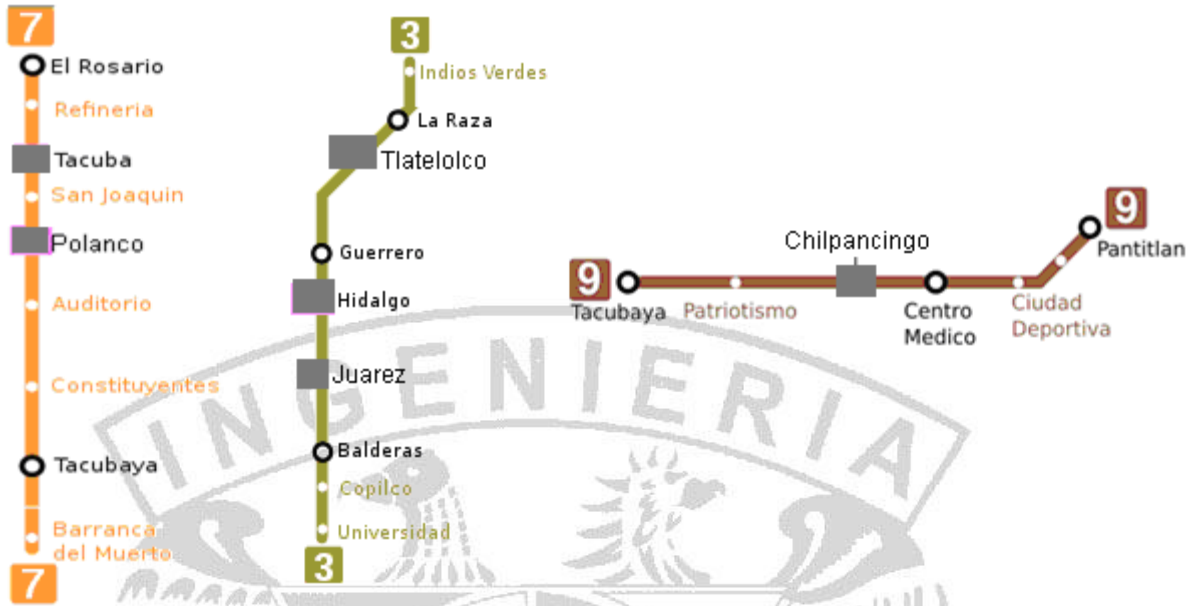 7
El Rosario
Refineria
Tacuba
San Joaquin
Polanco
Auditorio
Constituyentes
Tacubaya
Barranca
del Muerto
7
3
Indios Verdes
La Raza
Tlatelolco
Guerrero
Hidalgo
Juarez
Balderas
Copilco
Universidad
3
9
Tacubaya
Patriotismo
Chilpancingo
Centro
Medico
Ciudad
Deportiva
Pantitlan
9
INGENIERIA